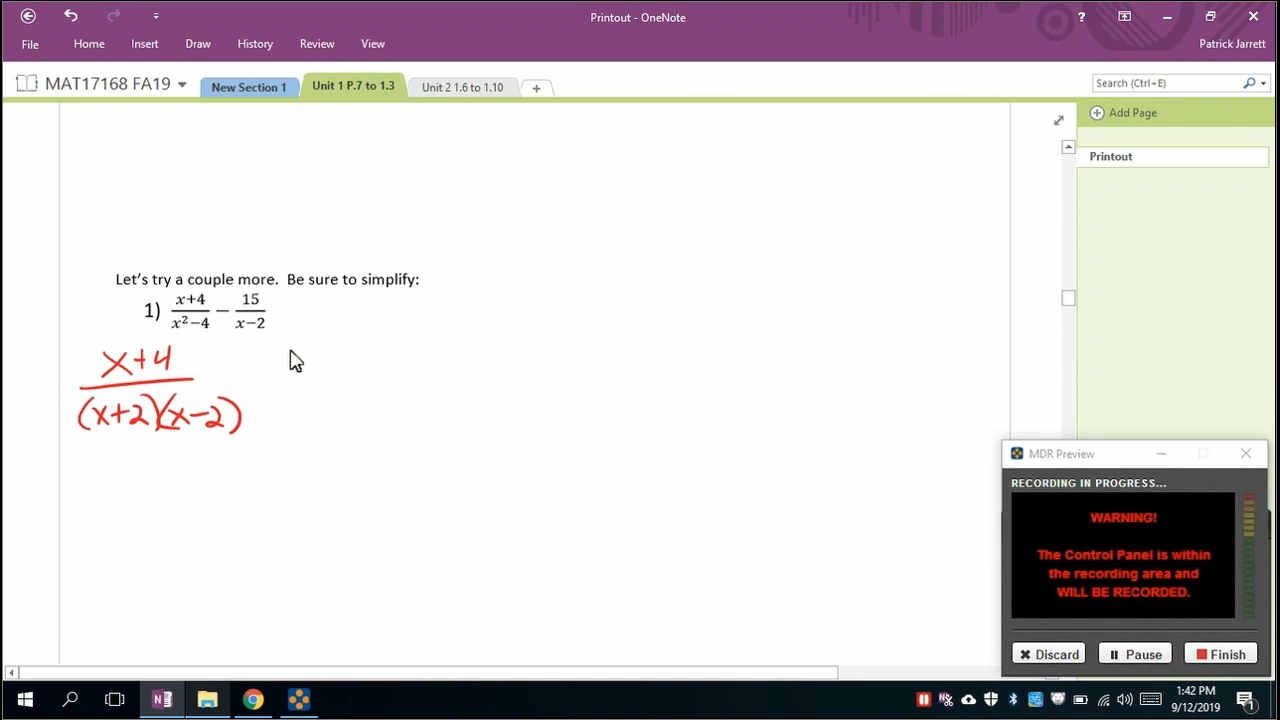 Printout - OneNote
?
File Home Insert Draw History Review View
Patrick Jarrett
MAT17168 FA19
New Section 1
Unit 1 P.7 to 1.3
Unit 2 1.6 to 1.10
+
Search (Ctrl+E)
Add Page
Printout
Let's try a couple more. Be sure to simplify:
1) \frac{x+4}{x^2-4} - \frac{15}{x-2}
x+4
(x+2)(x-2)
MDR Preview
RECORDING IN PROGRESS...
WARNING!
The Control Panel is within
the recording area and
WILL BE RECORDED.
Discard
Pause
Finish
1:42 PM
9/12/2019
1